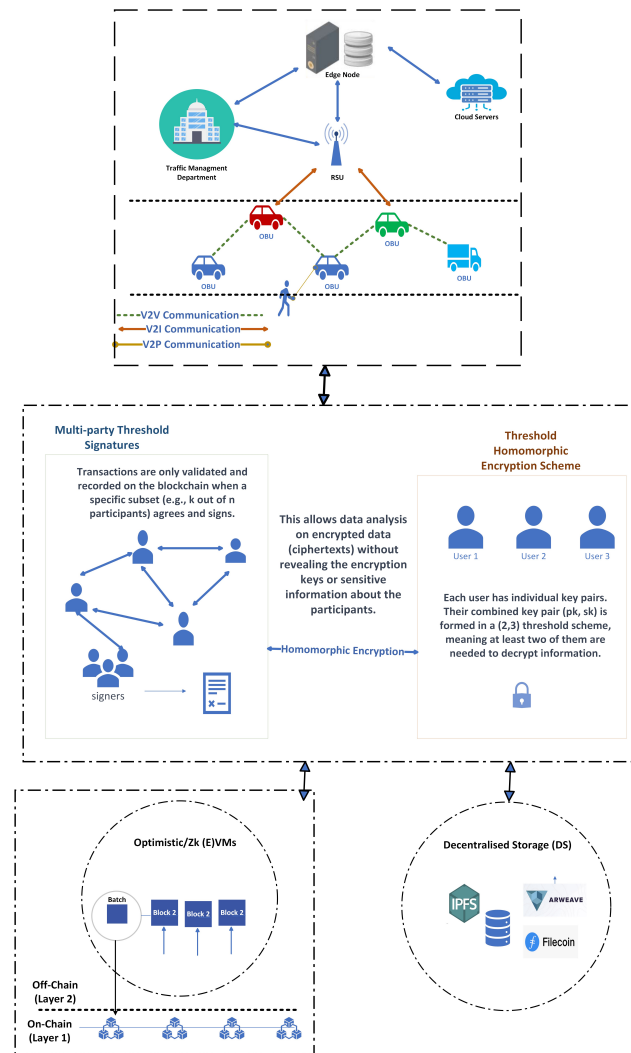 Edge Node
Cloud Servers
Traffic Managment
Department
RSU
OBU
OBU
OBU
OBU
OBU
V2V Communication
V2I Communication
V2P Communication
Multi-party Threshold
Signatures
Transactions are only validated and
recorded on the blockchain when a
specific subset (e.g., k out of n
participants) agrees and signs.
signers
This allows data analysis
on encrypted data
(ciphertexts) without
revealing the encryption
keys or sensitive
information about the
participants.
Homomorphic Encryption
Threshold
Homomorphic
Encryption Scheme
User 1
User 2
User 3
Each user has individual key pairs.
Their combined key pair (pk, sk) is
formed in a (2,3) threshold scheme,
meaning at least two of them are
needed to decrypt information.
Optimistic/Zk (E)VMs
Batch
Block 2
Block 2
Block 2
Off-Chain
(Layer 2)
On-Chain
(Layer 1)
Decentralised Storage (DS)
IPFS
ARWEAVE
Filecoin